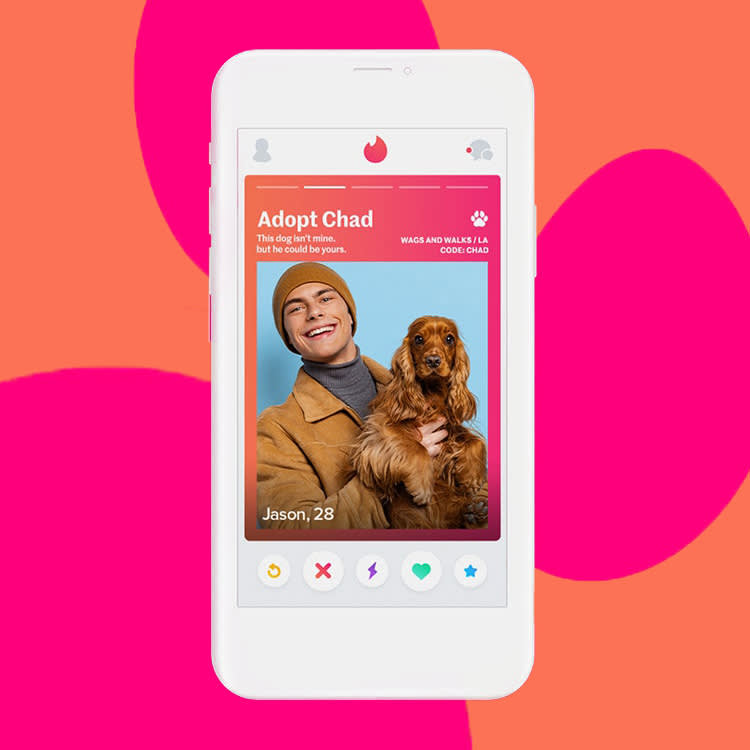 Adopt Chad
This dog isn't mine.
but he could be yours.
WAGS AND WALKS / LA
CODE: CHAD
Jason, 28